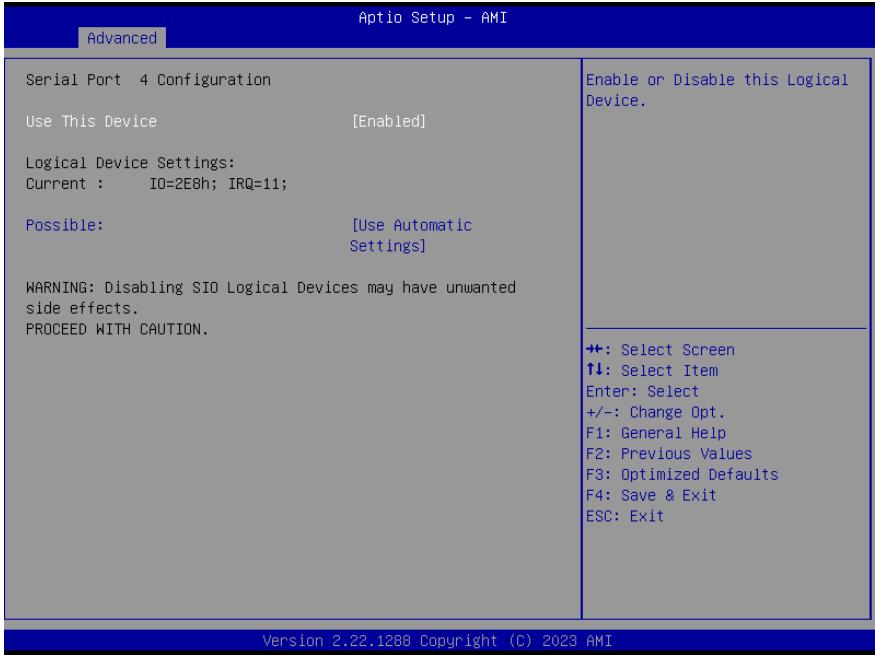 Aptio Setup – AMI
Advanced
Serial Port  4 Configuration
Use This Device [Enabled]
Logical Device Settings:
Current : IO=2E8h; IRQ=11;
Possible: [Use Automatic
Settings]
WARNING: Disabling SIO Logical Devices may have unwanted
side effects.
PROCEED WITH CAUTION.
Enable or Disable this Logical
Device.
→←: Select Screen
↑↓: Select Item
Enter: Select
+/–: Change Opt.
F1: General Help
F2: Previous Values
F3: Optimized Defaults
F4: Save & Exit
ESC: Exit
Version 2.22.1288 Copyright (C) 2023 AMI